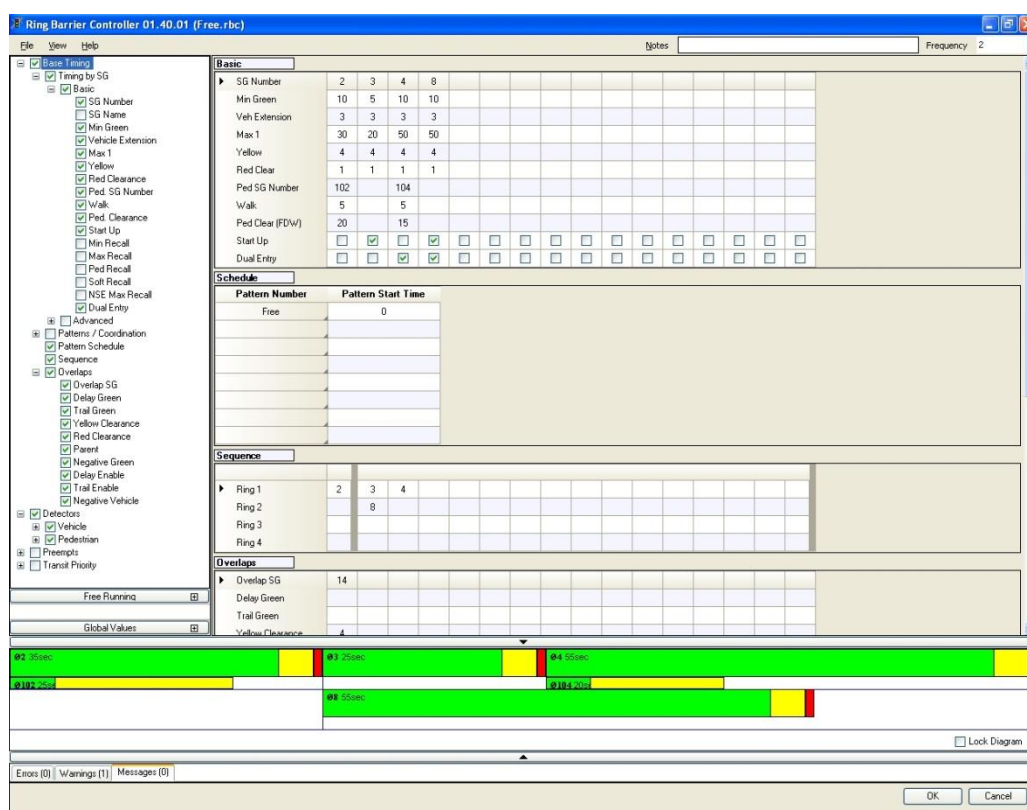 Ring Barrier Controller 01.40.01 (Free.rbc)
File View Help Notes Frequency 2
Base Timing
Timing by SG
Basic
SG Number
SG Name
Min Green
Vehicle Extension
Max 1
Yellow
Red Clearance
Ped. SG Number
Walk
Ped. Clearance
Start Up
Min Recall
Max Recall
Ped Recall
Soft Recall
NSE Max Recall
Dual Entry
Advanced
Patterns / Coordination
Pattern Schedule
Sequence
Overlaps
Overlap SG
Delay Green
Trail Green
Yellow Clearance
Red Clearance
Parent
Negative Green
Delay Enable
Trail Enable
Negative Vehicle
Detectors
Vehicle
Pedestrian
Preempts
Transit Priority
Free Running
Global Values
Basic
SG Number 2 3 4 8
Min Green 10 5 10 10
Veh Extension 3 3 3 3
Max 1 30 20 50 50
Yellow 4 4 4 4
Red Clear 1 1 1 1
Ped SG Number 102 104
Walk 5 5
Ped Clear (FDW) 20 15
Start Up
Dual Entry
Schedule
Pattern Number Pattern Start Time
Free 0
Sequence
Ring 1 2 3 4
Ring 2 8
Ring 3
Ring 4
Overlaps
Overlap SG 14
Delay Green
Trail Green
Yellow Clearance 4
Ø2 35sec Ø3 25sec Ø4 55sec
Ø102 25se Ø104 20se
Ø8 55sec
Lock Diagram
Errors (0) Warnings (1) Messages (0)
OK Cancel